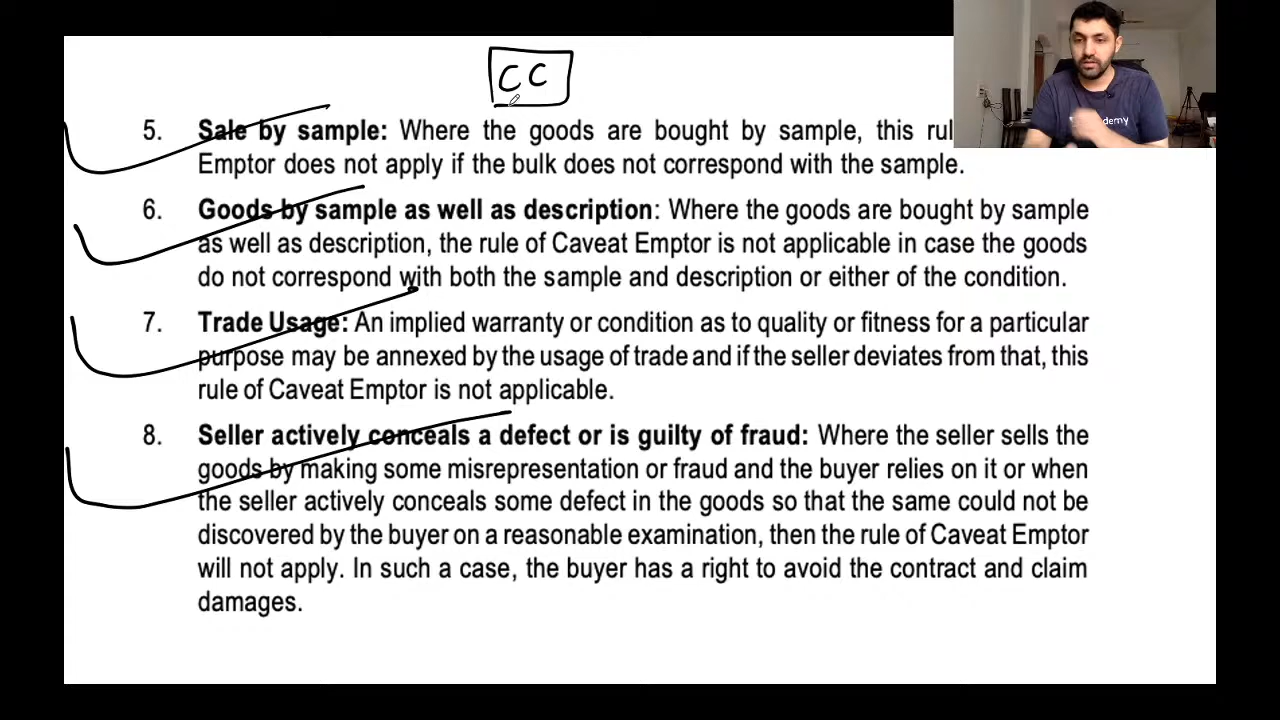 CC
5. Sale by sample: Where the goods are bought by sample, this
Emptor does not apply if the bulk does not correspond with the sample.
6. Goods by sample as well as description: Where the goods are bought by sample
as well as description, the rule of Caveat Emptor is not applicable in case the goods
do not correspond with both the sample and description or either of the condition.
7. Trade Usage: An implied warranty or condition as to quality or fitness for a particular
purpose may be annexed by the usage of trade and if the seller deviates from that, this
rule of Caveat Emptor is not applicable.
8. Seller actively conceals a defect or is guilty of fraud: Where the seller sells the
goods by making some misrepresentation or fraud and the buyer relies on it or when
the seller actively conceals some defect in the goods so that the same could not be
discovered by the buyer on a reasonable examination, then the rule of Caveat Emptor
will not apply. In such a case, the buyer has a right to avoid the contract and claim
damages.